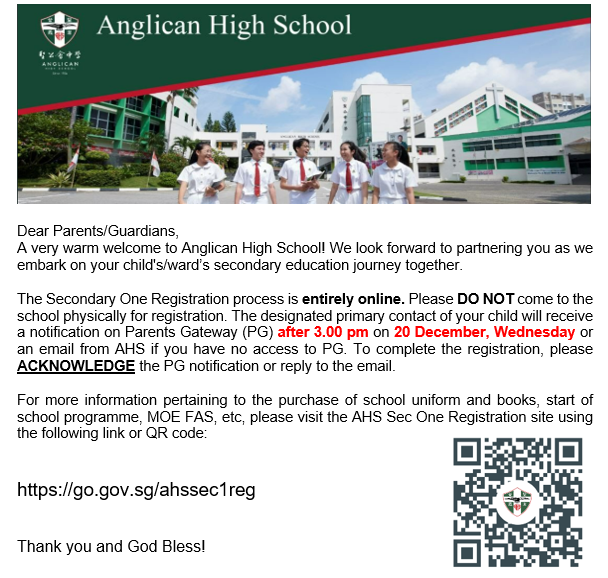 Anglican High School
聖公會中學
ANGLICAN
HIGH SCHOOL
ANGLICAN HIGH SCHOOL
Dear Parents/Guardians,
A very warm welcome to Anglican High School! We look forward to partnering you as we
embark on your child's/ward’s secondary education journey together.
The Secondary One Registration process is entirely online. Please DO NOT come to the
school physically for registration. The designated primary contact of your child will receive
a notification on Parents Gateway (PG) after 3.00 pm on 20 December, Wednesday or
an email from AHS if you have no access to PG. To complete the registration, please
ACKNOWLEDGE the PG notification or reply to the email.
For more information pertaining to the purchase of school uniform and books, start of
school programme, MOE FAS, etc, please visit the AHS Sec One Registration site using
the following link or QR code:
https://go.gov.sg/ahssec1reg
Thank you and God Bless!